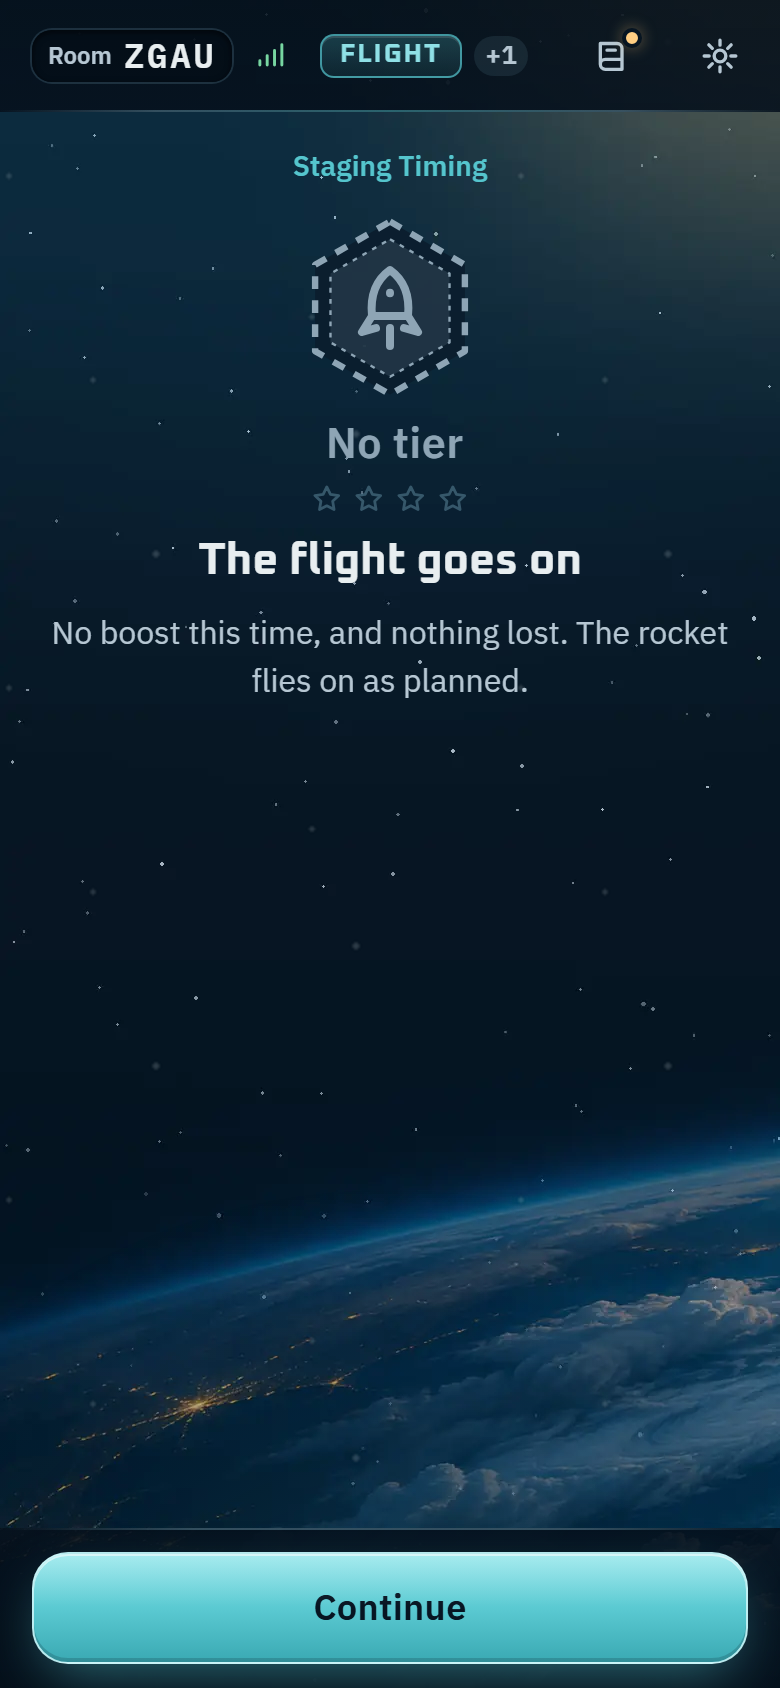 Room ZGAU FLIGHT +1
Staging Timing
No tier
The flight goes on
No boost this time, and nothing lost. The rocket
flies on as planned.
Continue